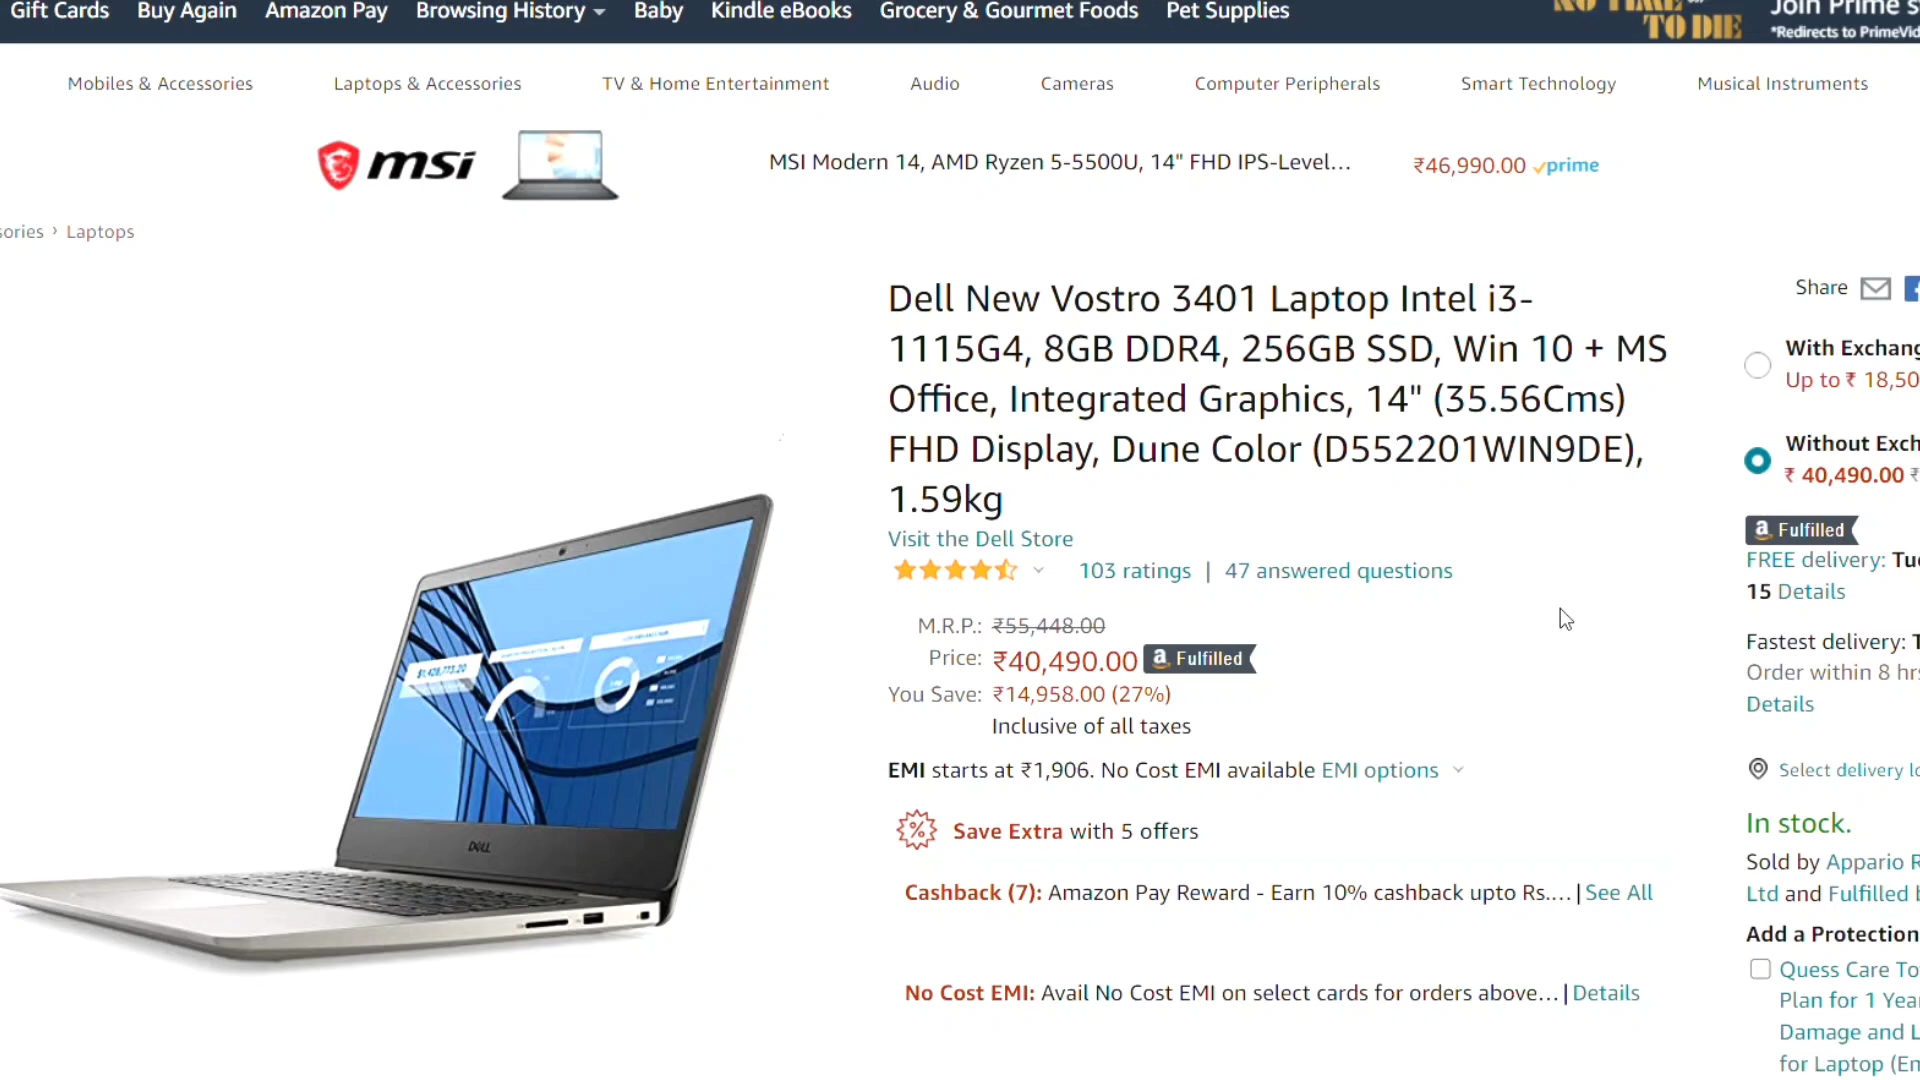 Gift Cards Buy Again Amazon Pay Browsing History Baby Kindle eBooks Grocery & Gourmet Foods Pet Supplies
NO TIME TO DIE
Join Prime
*Redirects to PrimeVid
Mobiles & Accessories Laptops & Accessories TV & Home Entertainment Audio Cameras Computer Peripherals Smart Technology Musical Instruments
msi
MSI Modern 14, AMD Ryzen 5-5500U, 14" FHD IPS-Level... ₹46,990.00 prime
sories › Laptops
Dell New Vostro 3401 Laptop Intel i3-
1115G4, 8GB DDR4, 256GB SSD, Win 10 + MS
Office, Integrated Graphics, 14" (35.56Cms)
FHD Display, Dune Color (D552201WIN9DE),
1.59kg
Visit the Dell Store
103 ratings | 47 answered questions
M.R.P.: ₹55,448.00
Price: ₹40,490.00 a Fulfilled
You Save: ₹14,958.00 (27%)
Inclusive of all taxes
EMI starts at ₹1,906. No Cost EMI available EMI options
% Save Extra with 5 offers
Cashback (7): Amazon Pay Reward - Earn 10% cashback upto Rs.... | See All
No Cost EMI: Avail No Cost EMI on select cards for orders above... | Details
DELL
Share
With Exchang
Up to ₹ 18,50
Without Exch
₹ 40,490.00 ₹
a Fulfilled
FREE delivery: Tue
15 Details
Fastest delivery: T
Order within 8 hrs
Details
Select delivery lo
In stock.
Sold by Appario R
Ltd and Fulfilled b
Add a Protection
Quess Care To
Plan for 1 Year
Damage and L
for Laptop (Em